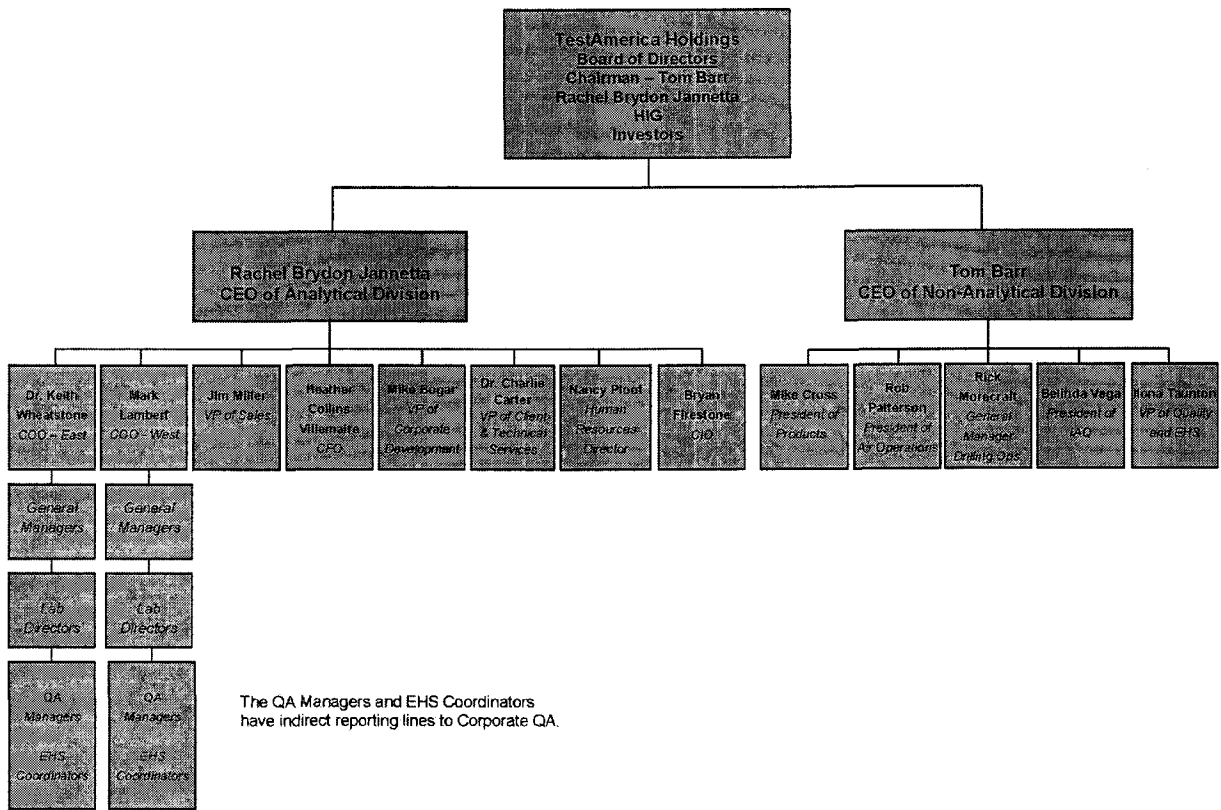 TestAmerica Holdings
Board of Directors
Chairman – Tom Barr
Rachel Brydon Jannetta
HIG
Investors
Rachel Brydon Jannetta
CEO of Analytical Division
Tom Barr
CEO of Non-Analytical Division
Dr. Keith
Wheatstone
COO – East
Mark
Lambert
COO - West
Jim Miller
VP of Sales
Heather
Collins
Villemaire
CFO
Mike Bogar
VP of
Corporate
Development
Dr. Charlie
Carter
VP of Client
& Technical
Services
Nancy Ploof
Human
Resources
Director
Bryan
Firestone
CIO
Mike Cross
President of
Products
Rob
Patterson
President of
Air Operations
Rick
Morecraft
General
Manager
Drilling Ops
Belinda Vega
President of
IAQ
Ilona Taunton
VP of Quality
and EHS
General
Managers
General
Managers
Lab
Directors
Lab
Directors
QA
Managers
EHS
Coordinators
QA
Managers
EHS
Coordinators
The QA Managers and EHS Coordinators
have indirect reporting lines to Corporate QA.